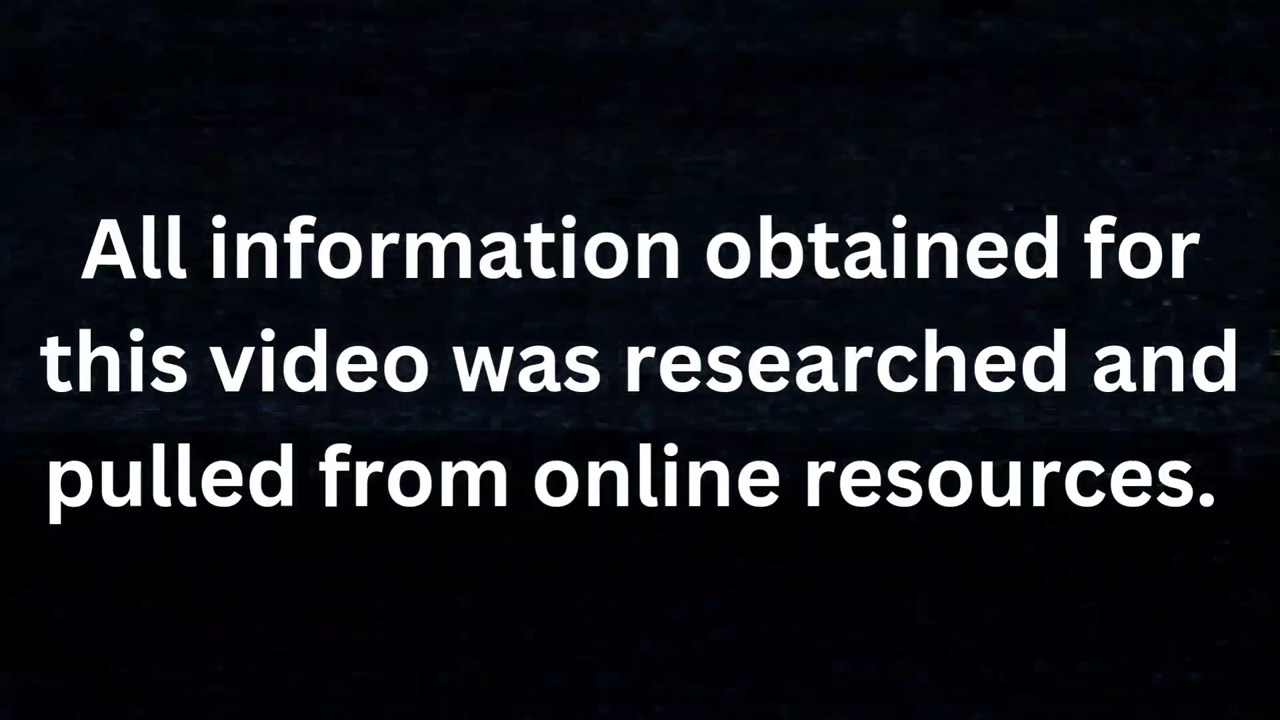 All information obtained for
this video was researched and
pulled from online resources.